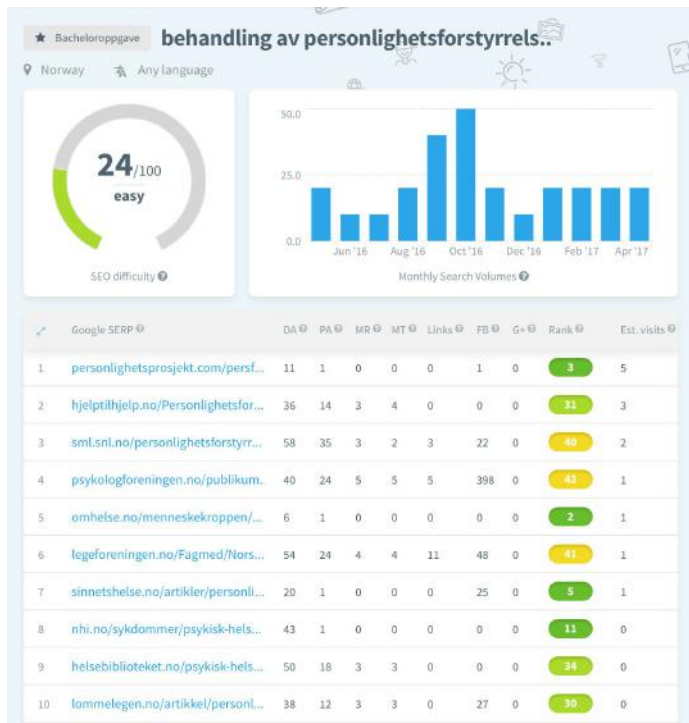 Bacheloroppgave behandling av personlighetsforstyrrels..
Norway Any language
24/100
easy
SEO difficulty
50.0
25.0
0.0
Jun '16 Aug '16 Oct '16 Dec '16 Feb '17 Apr '17
Monthly Search Volumes
Google SERP DA PA MR MT Links FB G+ Rank Est. visits
1 personlighetsprosjekt.com/persf... 11 1 0 0 0 1 0 3 5
2 hjelptilhjelp.no/Personlighetsfor... 36 14 3 4 0 0 0 31 3
3 sml.snl.no/personlighetsforstyrr... 58 35 3 2 3 22 0 40 2
4 psykologforeningen.no/publikum.. 40 24 5 5 5 398 0 42 1
5 omhelse.no/menneskekroppen/... 6 1 0 0 0 0 0 2 1
6 legeforeningen.no/Fagmed/Nors... 54 24 4 4 11 48 0 41 1
7 sinnetshelse.no/artikler/personli... 20 1 0 0 0 25 0 5 1
8 nhi.no/sykdommer/psykisk-hels... 43 1 0 0 0 0 0 11 0
9 helsebiblioteket.no/psykisk-hels... 50 18 3 3 0 0 0 34 0
10 lommelegen.no/artikkel/personl... 38 12 3 3 0 27 0 30 0